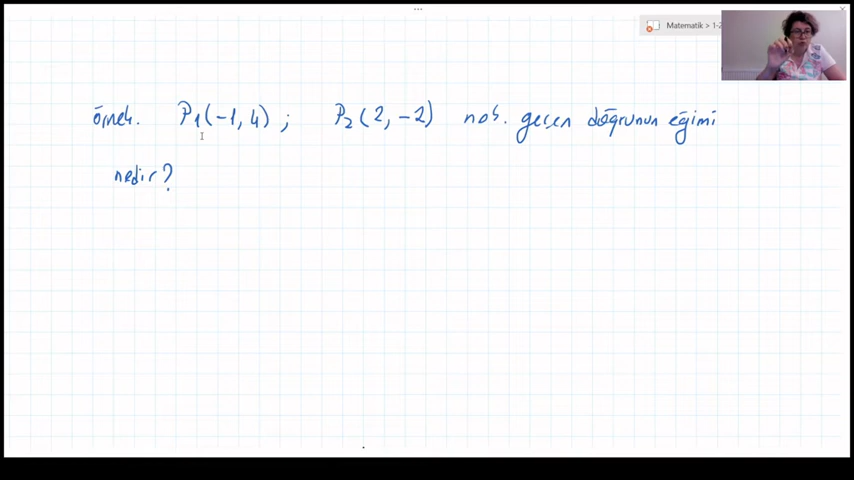 Matematik > 1-2
örnek. P₁(-1, 4) ; P₂(2, -2) nok. geçen doğrunun eğimi
nedir?